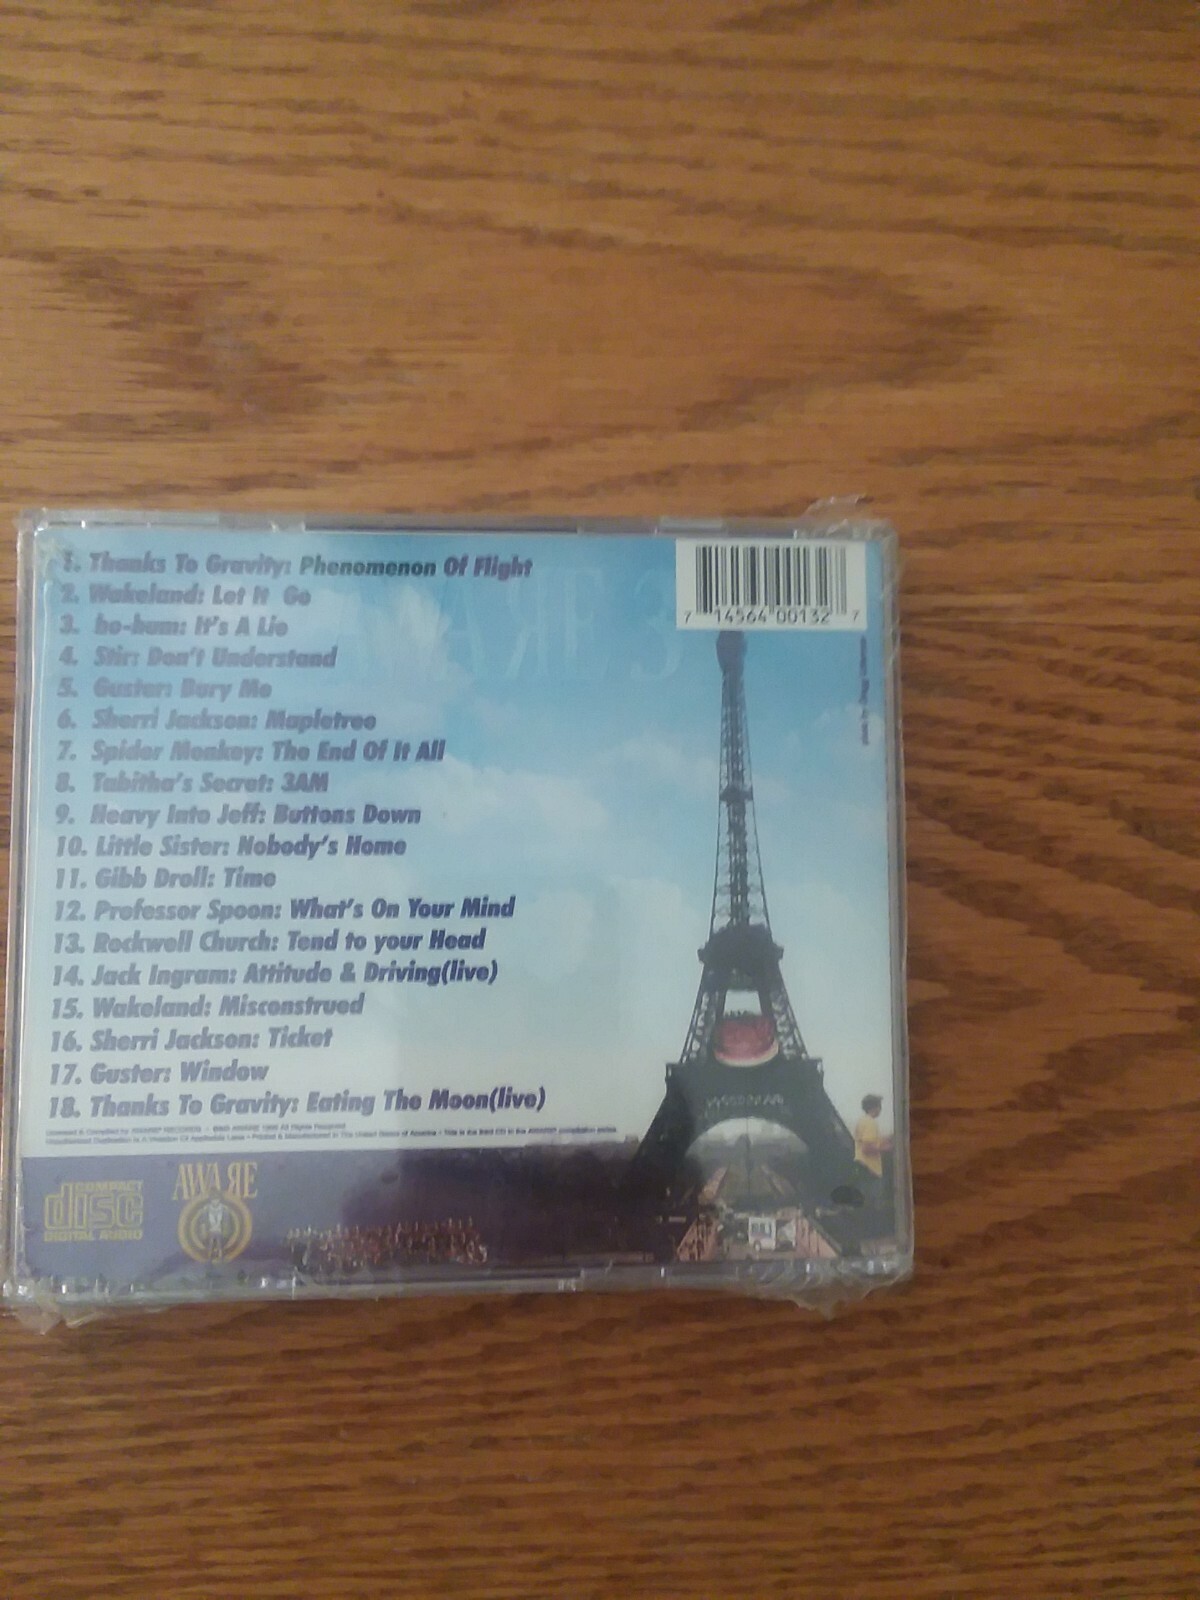 1. Thanks To Gravity: Phenomenon Of Flight
2. Wakeland: Let It Go
3. ho-hum: It's A Lie
4. Stir: Don't Understand
5. Guster: Bury Me
6. Sherri Jackson: Mapletree
7. Spider Monkey: The End Of It All
8. Tabitha's Secret: 3AM
9. Heavy Into Jeff: Buttons Down
10. Little Sister: Nobody's Home
11. Gibb Droll: Time
12. Professor Spoon: What's On Your Mind
13. Rockwell Church: Tend to your Head
14. Jack Ingram: Attitude & Driving(live)
15. Wakeland: Misconstrued
16. Sherri Jackson: Ticket
17. Guster: Window
18. Thanks To Gravity: Eating The Moon(live)
7 14564 00132 7
COMPACT
disc
DIGITAL AUDIO
AWARE